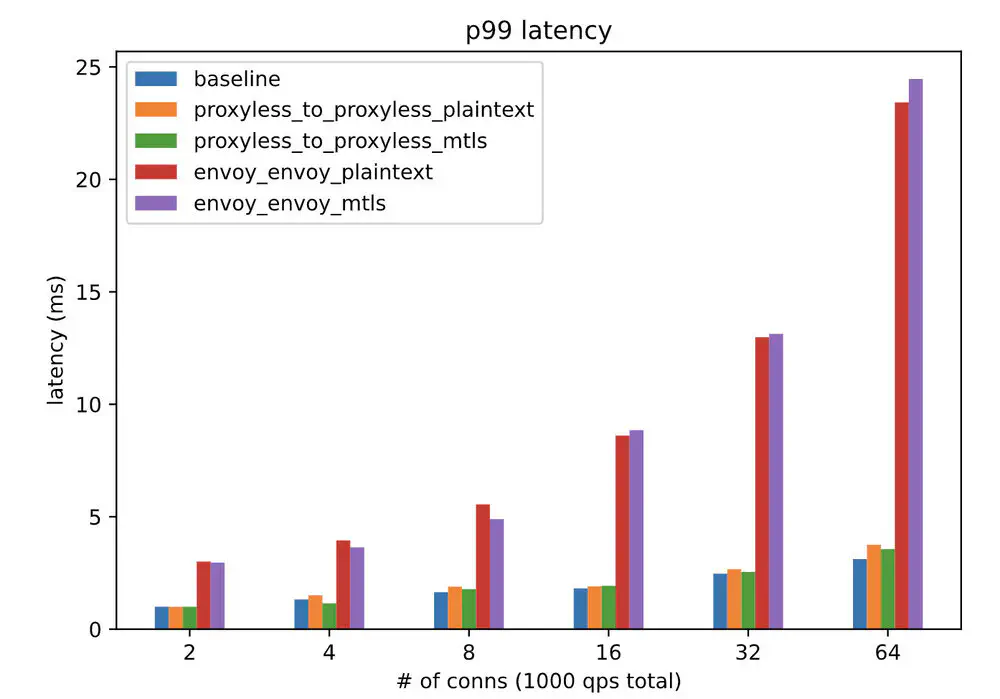 p99 latency
baseline
proxyless_to_proxyless_plaintext
proxyless_to_proxyless_mtls
envoy_envoy_plaintext
envoy_envoy_mtls
25
20
15
10
5
0
latency (ms)
2 4 8 16 32 64
# of conns (1000 qps total)